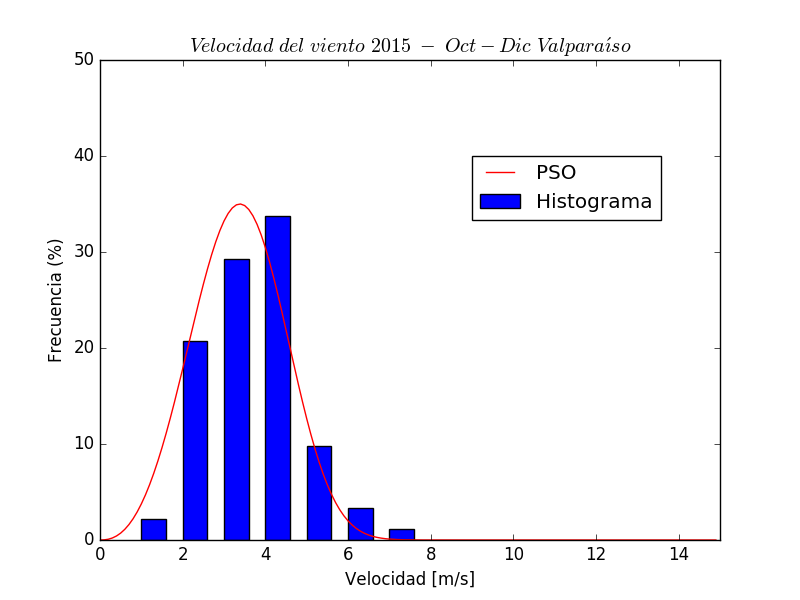 Velocidad del viento 2015 − Oct−Dic Valparaíso
50
40
30
20
10
0
Frecuencia (%)
PSO
Histograma
0 2 4 6 8 10 12 14
Velocidad [m/s]